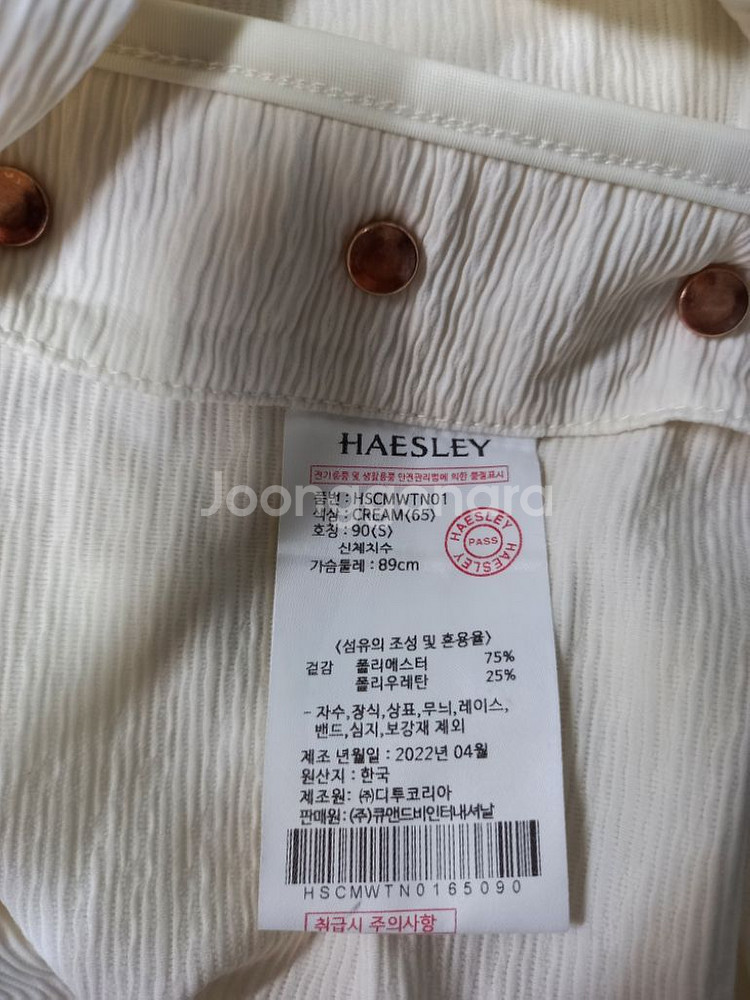 HAESLEY
전기용품 및 생활용품 안전관리법에 의한 품질표시
Joonggonara
품번 : HSCMWTN01
색상 : CREAM<65>
호칭 : 90<S>
신체치수
가슴둘레 : 89cm
HAESLEY
PASS
HAESLEY
<섬유의 조성 및 혼용율>
겉감 폴리에스터 75%
폴리우레탄 25%
- 자수,장식,상표,무늬,레이스,
밴드,심지,보강재 제외
제조 년월일 : 2022년 04월
원산지 : 한국
제조원: ㈜디투코리아
판매원: (주)큐앤드비인터내셔날
HSCMWTN0165090
취급시 주의사항